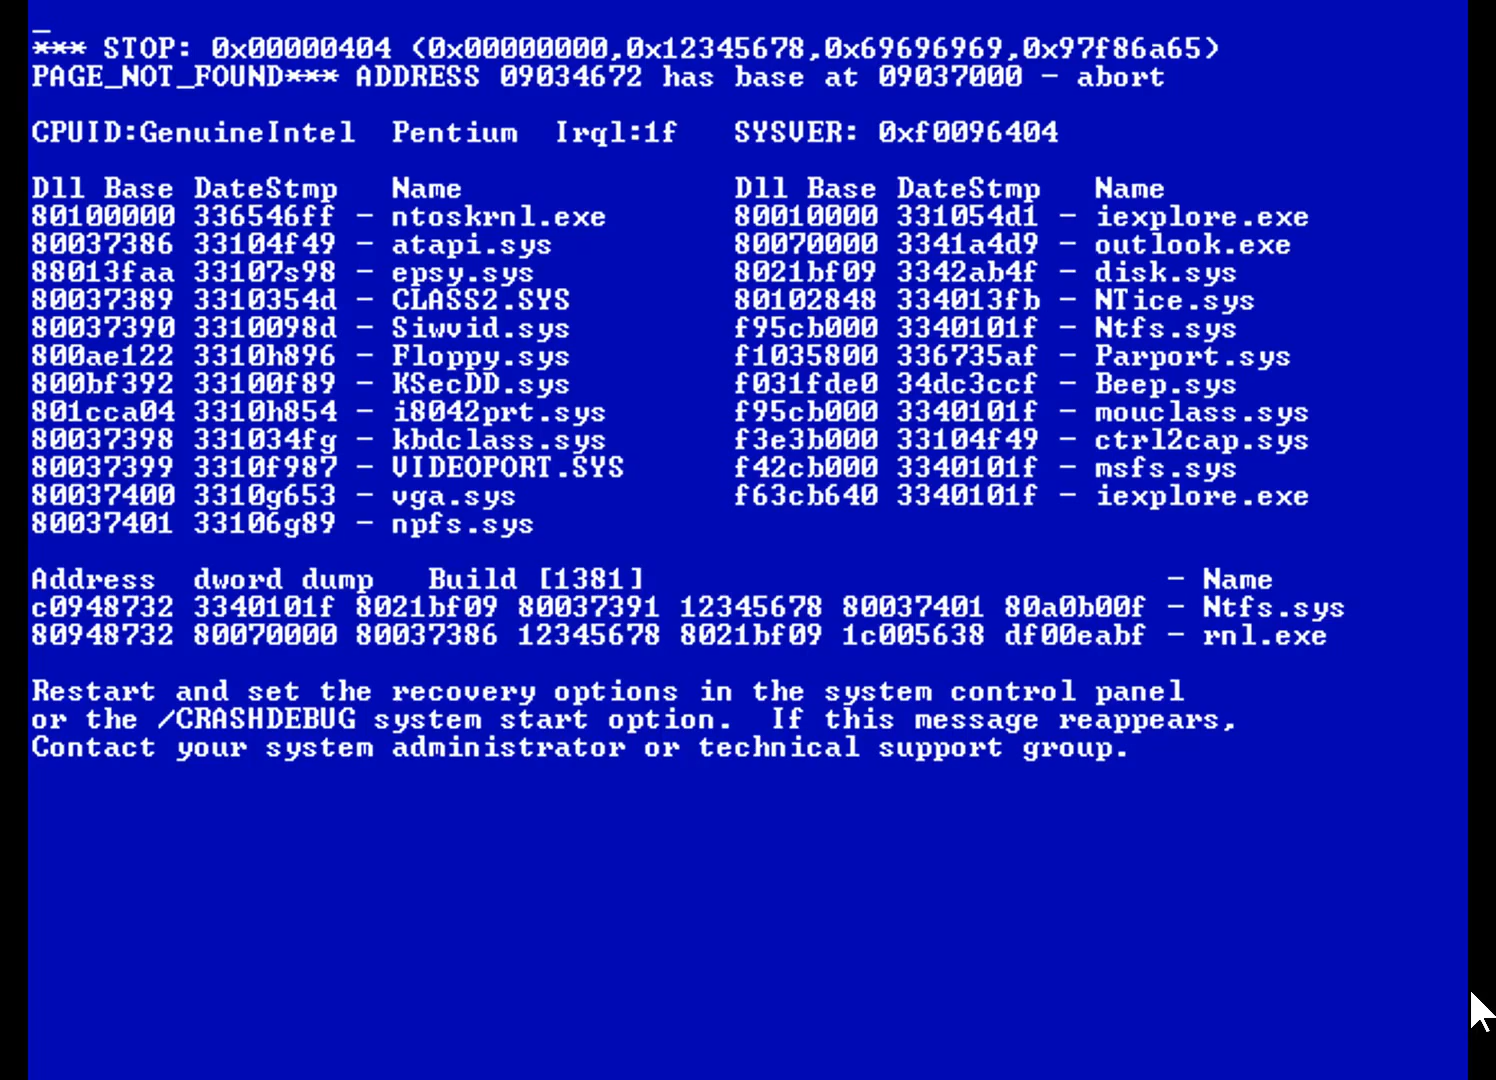 _
*** STOP: 0x00000404 (0x00000000,0x12345678,0x69696969,0x97f86a65)
PAGE_NOT_FOUND*** ADDRESS 09034672 has base at 09037000 - abort
CPUID:GenuineIntel  Pentium  Irql:1f   SYSVER: 0xf0096404
Dll Base DateStmp   Name               Dll Base DateStmp   Name
80100000 336546ff - ntoskrnl.exe       80010000 331054d1 - iexplore.exe
80037386 33104f49 - atapi.sys          80070000 3341a4d9 - outlook.exe
88013faa 33107s98 - epsy.sys           8021bf09 3342ab4f - disk.sys
80037389 3310354d - CLASS2.SYS         80102848 334013fb - NTice.sys
80037390 3310098d - Siwvid.sys         f95cb000 3340101f - Ntfs.sys
800ae122 3310h896 - Floppy.sys         f1035800 336735af - Parport.sys
800bf392 33100f89 - KSecDD.sys         f031fde0 34dc3ccf - Beep.sys
801cca04 3310h854 - i8042prt.sys       f95cb000 3340101f - mouclass.sys
80037398 331034fg - kbdclass.sys       f3e3b000 33104f49 - ctrl2cap.sys
80037399 3310f987 - VIDEOPORT.SYS      f42cb000 3340101f - msfs.sys
80037400 3310g653 - vga.sys            f63cb640 3340101f - iexplore.exe
80037401 33106g89 - npfs.sys
Address  dword dump   Build [1381]                             - Name
c0948732 3340101f 8021bf09 80037391 12345678 80037401 80a0b00f - Ntfs.sys
80948732 80070000 80037386 12345678 8021bf09 1c005638 df00eabf - rnl.exe
Restart and set the recovery options in the system control panel
or the /CRASHDEBUG system start option.  If this message reappears,
Contact your system administrator or technical support group.